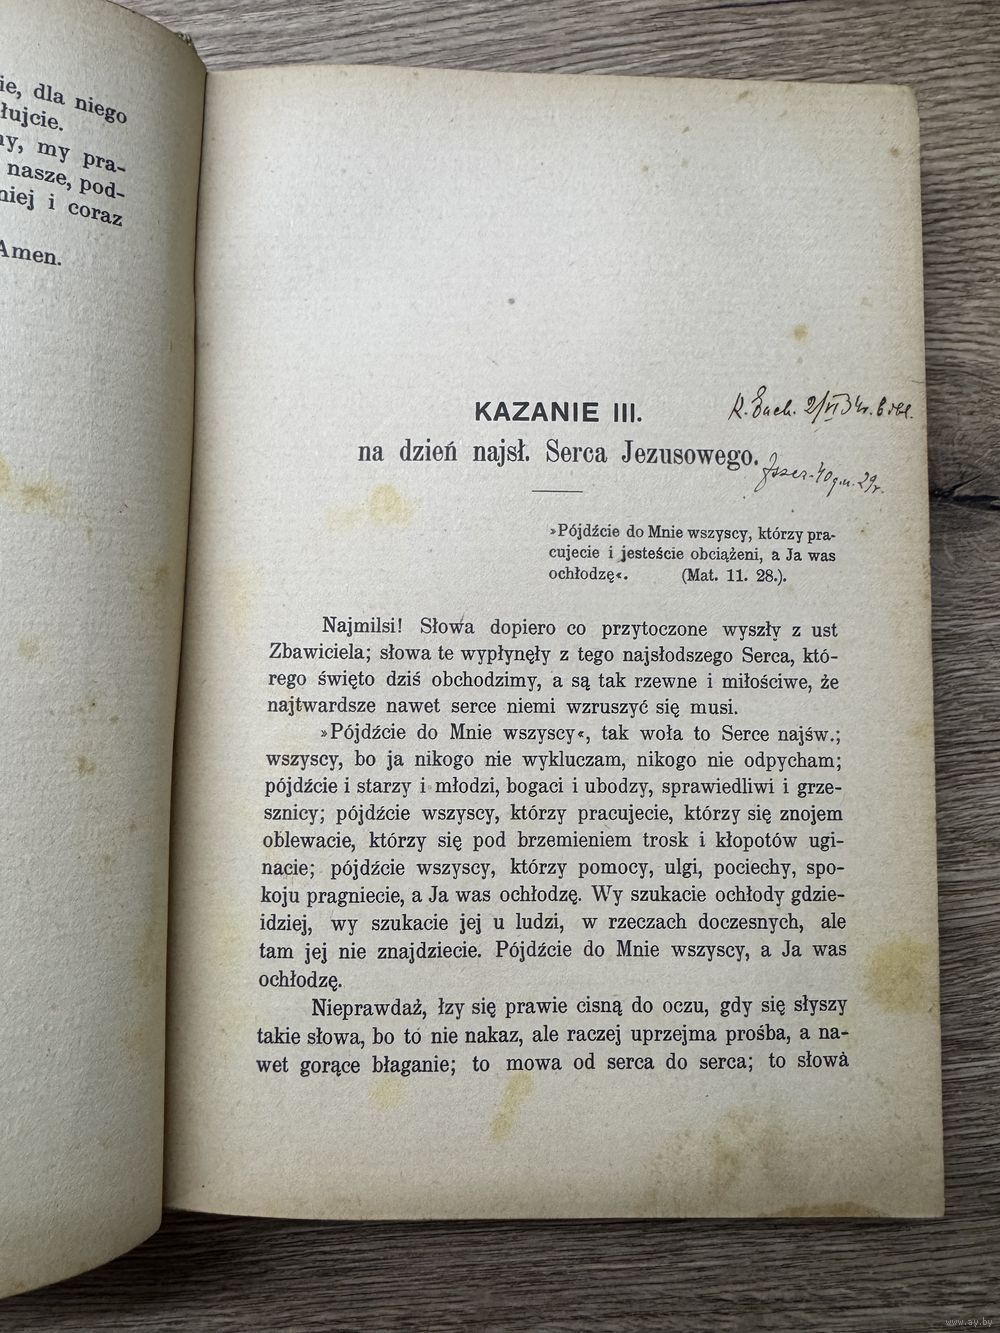 ie, dla niego
łujcie.
ny, my pra-
nasze, pod-
niej i coraz
Amen.
KAZANIE III.
na dzień najsł. Serca Jezusowego.
»Pójdźcie do Mnie wszyscy, którzy pra-
cujecie i jesteście obciążeni, a Ja was
ochłodzę«. (Mat. 11. 28.).
Najmilsi! Słowa dopiero co przytoczone wyszły z ust
Zbawiciela; słowa te wypłynęły z tego najsłodszego Serca, któ-
rego święto dziś obchodzimy, a są tak rzewne i miłościwe, że
najtwardsze nawet serce niemi wzruszyć się musi.
»Pójdźcie do Mnie wszyscy«, tak woła to Serce najśw.;
wszyscy, bo ja nikogo nie wykluczam, nikogo nie odpycham;
pójdźcie i starzy i młodzi, bogaci i ubodzy, sprawiedliwi i grze-
sznicy; pójdźcie wszyscy, którzy pracujecie, którzy się znojem
oblewacie, którzy się pod brzemieniem trosk i kłopotów ugi-
nacie; pójdźcie wszyscy, którzy pomocy, ulgi, pociechy, spo-
koju pragniecie, a Ja was ochłodzę. Wy szukacie ochłody gdzie-
idziej, wy szukacie jej u ludzi, w rzeczach doczesnych, ale
tam jej nie znajdziecie. Pójdźcie do Mnie wszyscy, a Ja was
ochłodzę.
Nieprawdaż, łzy się prawie cisną do oczu, gdy się słyszy
takie słowa, bo to nie nakaz, ale raczej uprzejma prośba, a na-
wet gorące błaganie; to mowa od serca do serca; to słowa
www.ay.by